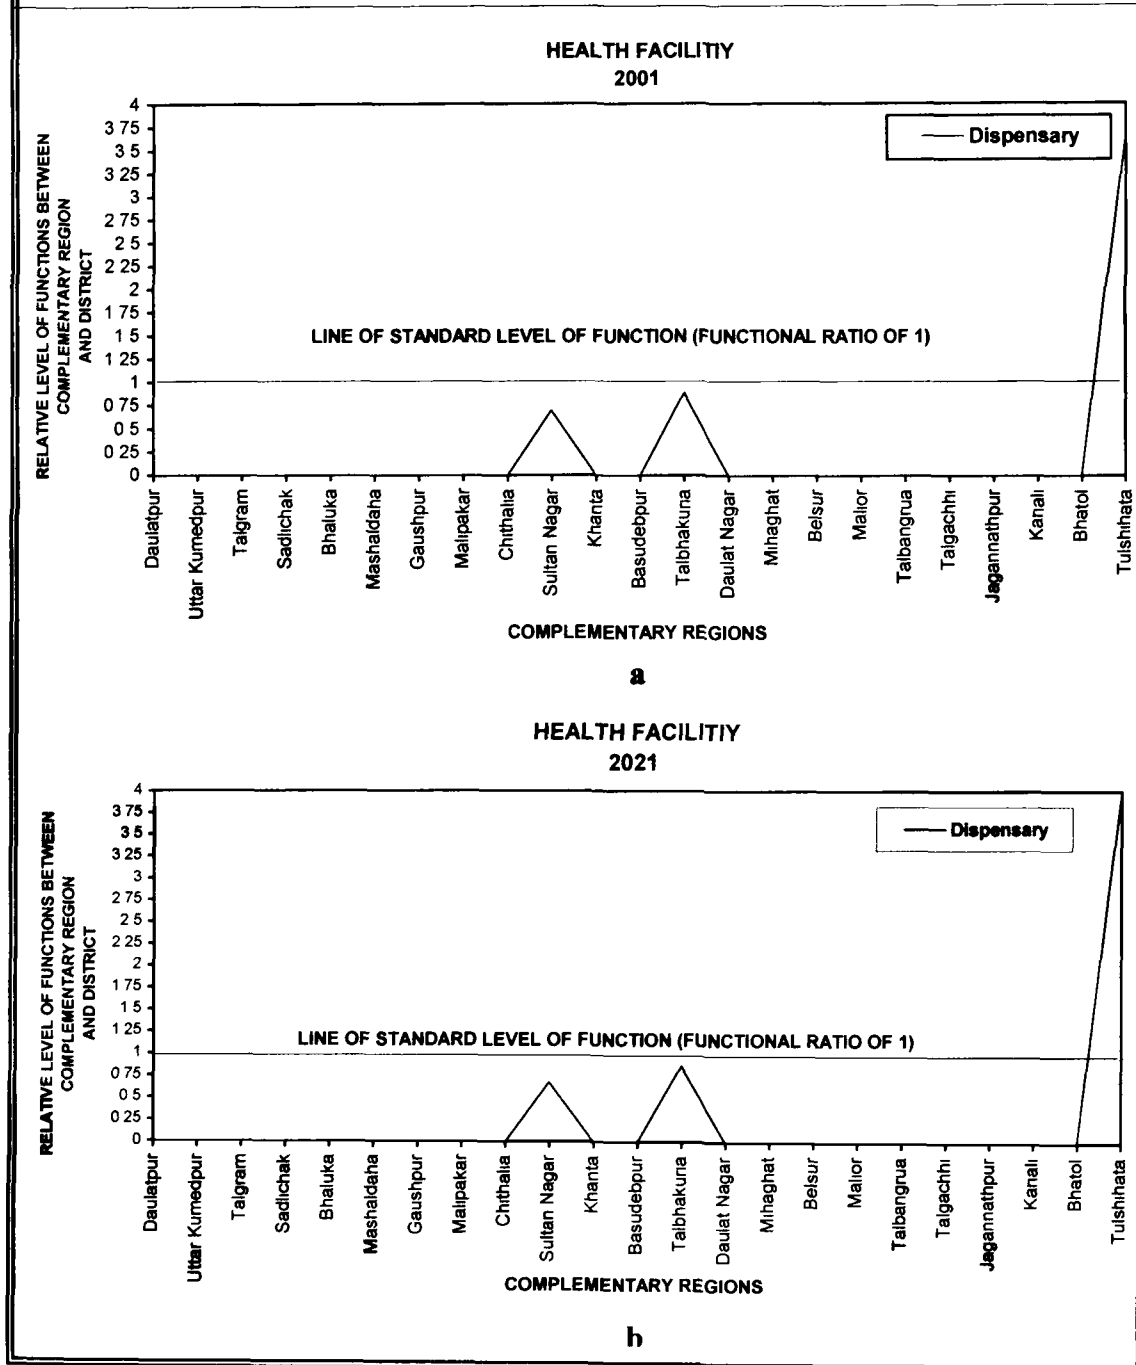 HEALTH FACILITIY
2001
RELATIVE LEVEL OF FUNCTIONS BETWEEN
COMPLEMENTARY REGION
AND DISTRICT
4
3 75
3 5
3 25
3
2 75
2 5
2 25
2
1 75
1 5
1 25
1
0 75
0 5
0 25
0
Dispensary
LINE OF STANDARD LEVEL OF FUNCTION (FUNCTIONAL RATIO OF 1)
Daulatpur
Uttar Kumedpur
Talgram
Sadlichak
Bhaluka
Mashaldaha
Gaushpur
Malipakar
Chithalia
Sultan Nagar
Khanta
Basudebpur
Talbhakuna
Daulat Nagar
Mihaghat
Belsur
Malior
Talbangrua
Talgachhi
Jagannathpur
Kanali
Bhatol
Tulshihata
COMPLEMENTARY REGIONS
a
HEALTH FACILITIY
2021
RELATIVE LEVEL OF FUNCTIONS BETWEEN
COMPLEMENTARY REGION
AND DISTRICT
4
3 75
3 5
3 25
3
2 75
2 5
2 25
2
1 75
1 5
1 25
1
0 75
0 5
0 25
0
Dispensary
LINE OF STANDARD LEVEL OF FUNCTION (FUNCTIONAL RATIO OF 1)
Daulatpur
Uttar Kumedpur
Talgram
Sadlichak
Bhaluka
Mashaldaha
Gaushpur
Malipakar
Chithalia
Sultan Nagar
Khanta
Basudebpur
Talbhakuna
Daulat Nagar
Mihaghat
Belsur
Malior
Talbangrua
Talgachhi
Jagannathpur
Kanali
Bhatol
Tulshihata
COMPLEMENTARY REGIONS
b